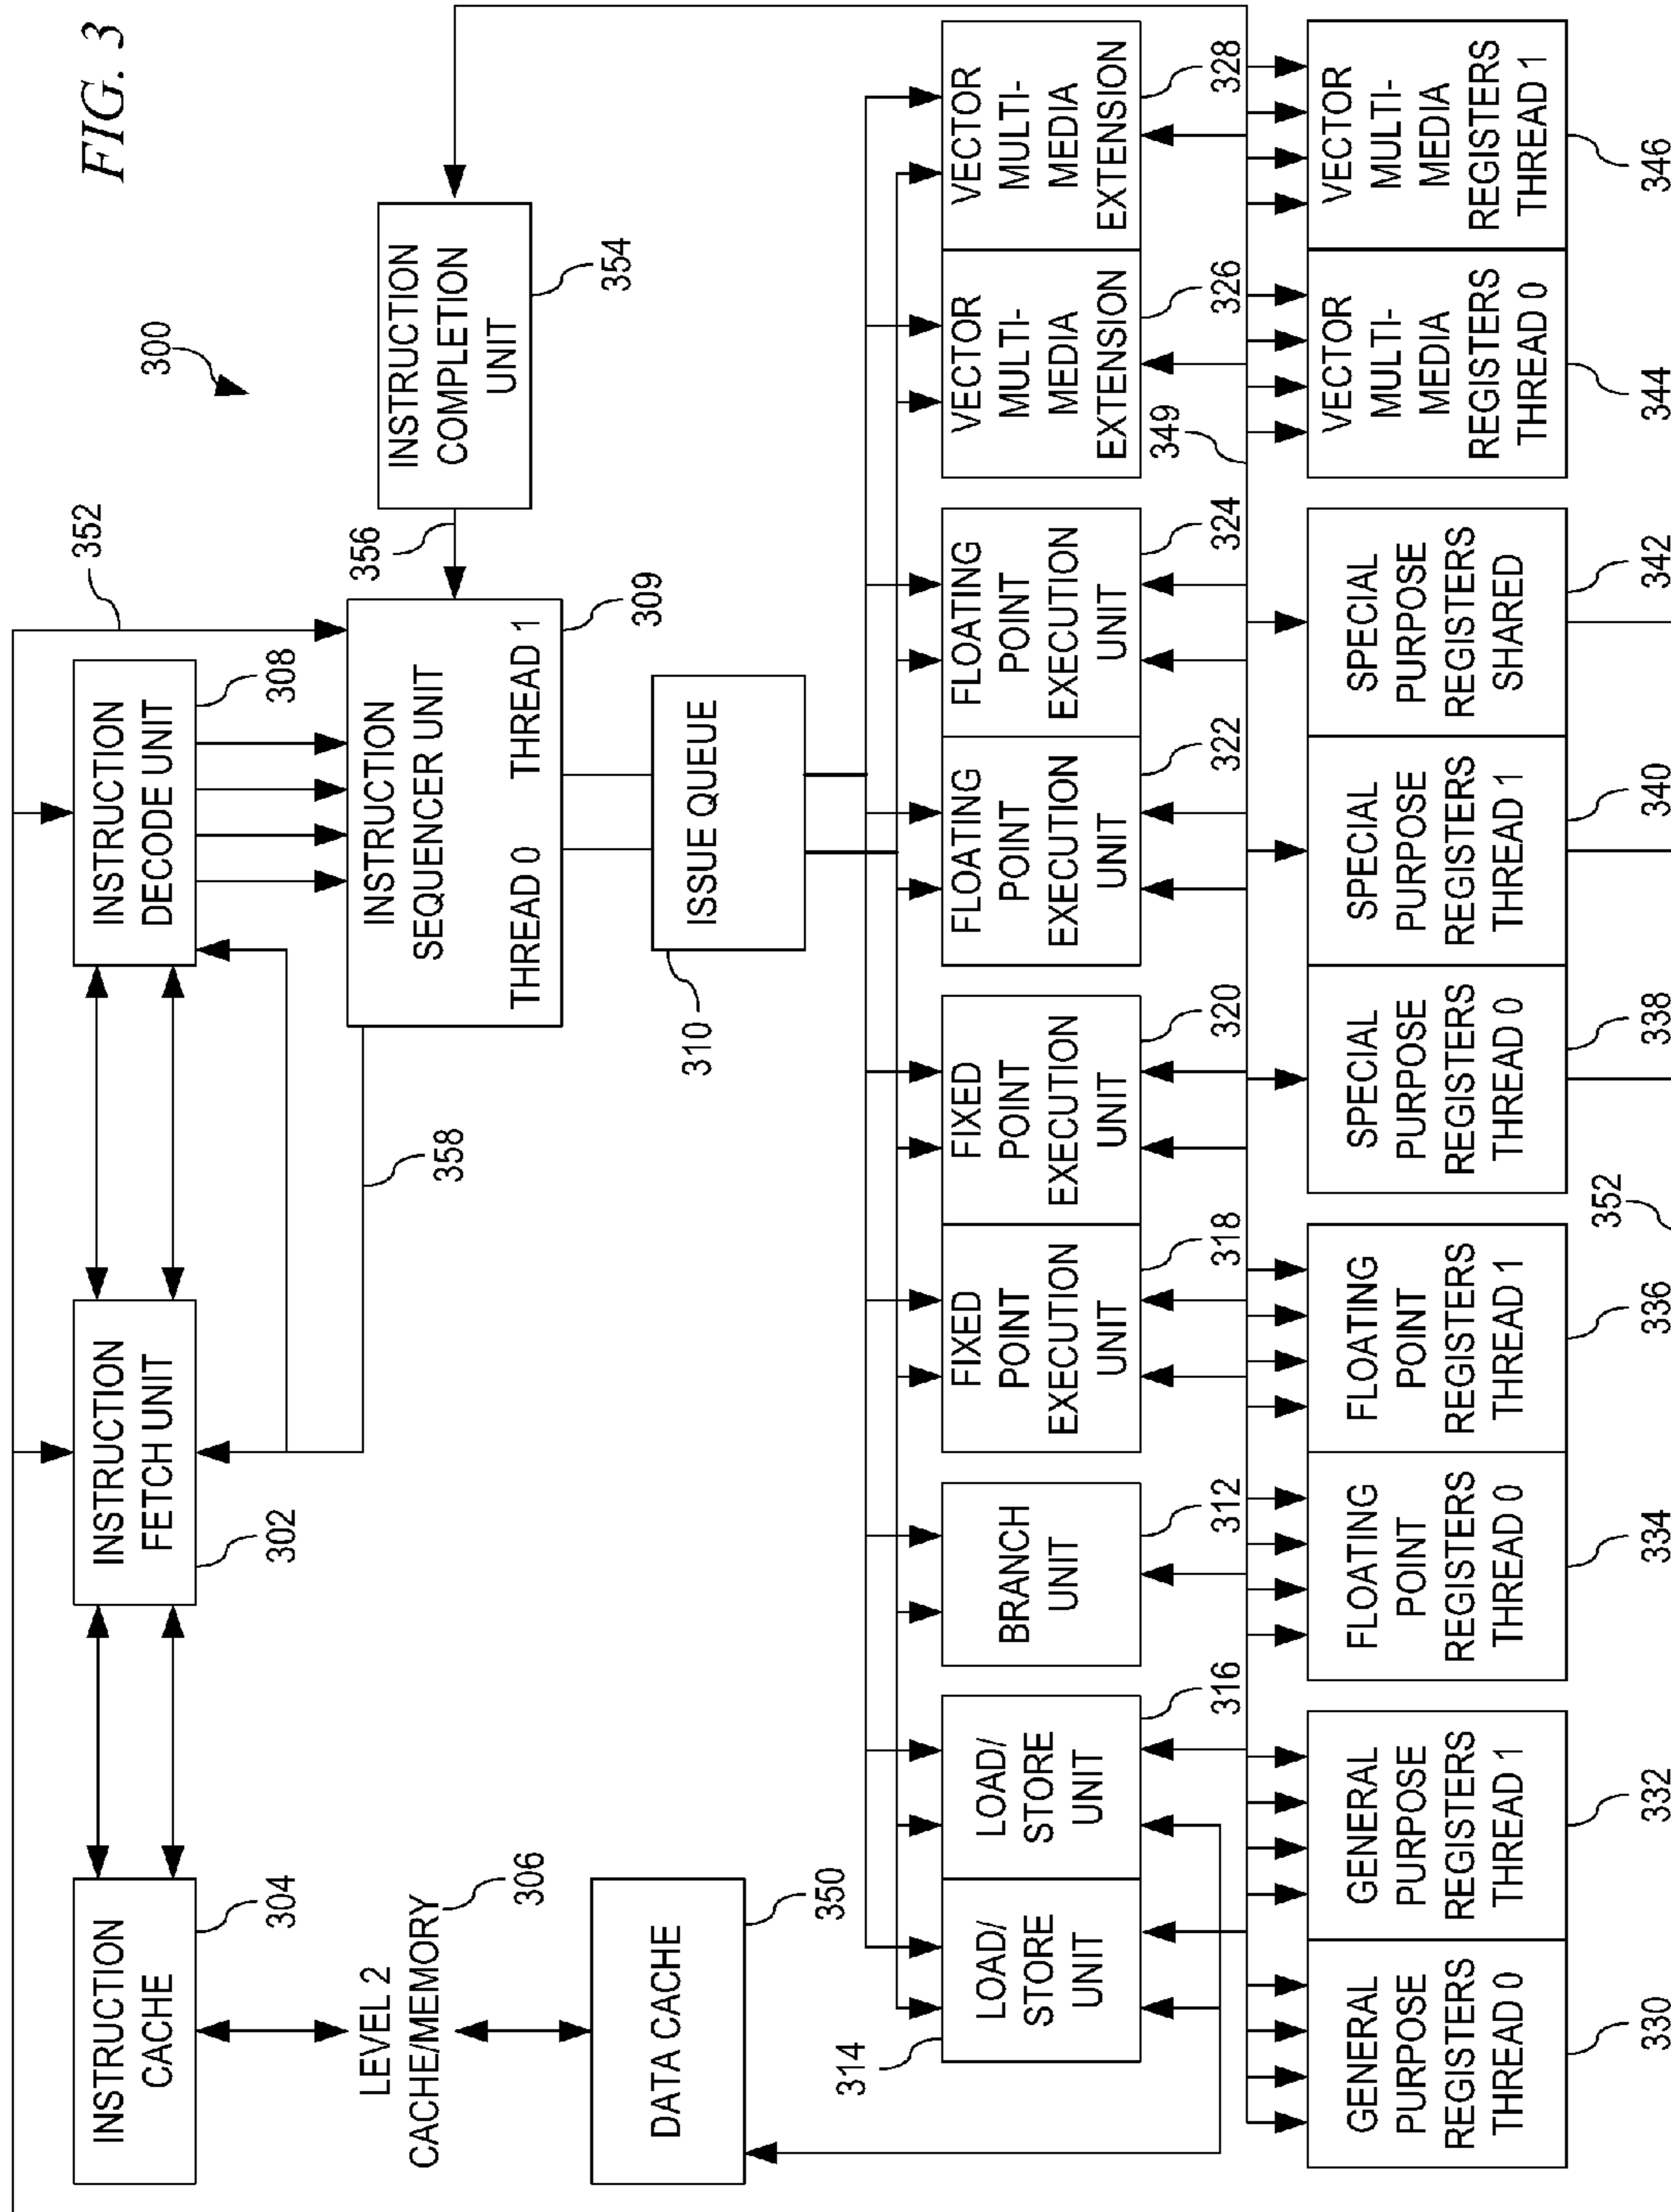 FIG. 3
300
352
INSTRUCTION
CACHE
304
INSTRUCTION
FETCH UNIT
302
INSTRUCTION
DECODE UNIT
308
LEVEL 2
CACHE/MEMORY
306
358
INSTRUCTION
SEQUENCER UNIT
THREAD 0
THREAD 1
309
356
INSTRUCTION
COMPLETION
UNIT
354
DATA CACHE
350
310
ISSUE QUEUE
314
LOAD/
STORE
UNIT
LOAD/
STORE
UNIT
316
BRANCH
UNIT
312
FIXED
POINT
EXECUTION
UNIT
318
FIXED
POINT
EXECUTION
UNIT
320
FLOATING
POINT
EXECUTION
UNIT
322
FLOATING
POINT
EXECUTION
UNIT
324
VECTOR
MULTI-
MEDIA
EXTENSION
326
VECTOR
MULTI-
MEDIA
EXTENSION
328
349
GENERAL
PURPOSE
REGISTERS
THREAD 0
330
GENERAL
PURPOSE
REGISTERS
THREAD 1
332
FLOATING
POINT
REGISTERS
THREAD 0
334
FLOATING
POINT
REGISTERS
THREAD 1
336
352
SPECIAL
PURPOSE
REGISTERS
THREAD 0
338
SPECIAL
PURPOSE
REGISTERS
THREAD 1
340
SPECIAL
PURPOSE
REGISTERS
SHARED
342
VECTOR
MULTI-
MEDIA
REGISTERS
THREAD 0
344
VECTOR
MULTI-
MEDIA
REGISTERS
THREAD 1
346